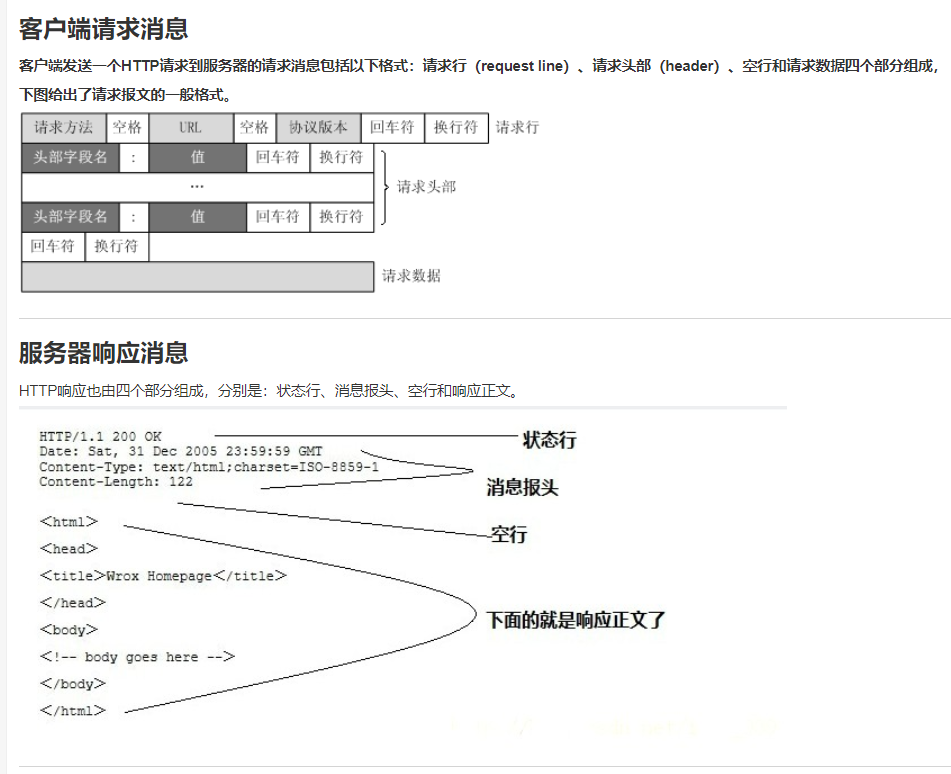 客户端请求消息
客户端发送一个HTTP请求到服务器的请求消息包括以下格式：请求行（request line）、请求头部（header）、空行和请求数据四个部分组成，
下图给出了请求报文的一般格式。
请求方法 空格 URL 空格 协议版本 回车符 换行符 请求行
头部字段名 : 值 回车符 换行符
... 请求头部
头部字段名 : 值 回车符 换行符
回车符 换行符
请求数据
服务器响应消息
HTTP响应也由四个部分组成，分别是：状态行、消息报头、空行和响应正文。
HTTP/1.1 200 OK 状态行
Date: Sat, 31 Dec 2005 23:59:59 GMT
Content-Type: text/html;charset=ISO-8859-1
Content-Length: 122
消息报头
<html>
空行
<head>
<title>Wrox Homepage</title>
</head>
下面的就是响应正文了
<body>
<!-- body goes here -->
</body>
</html>